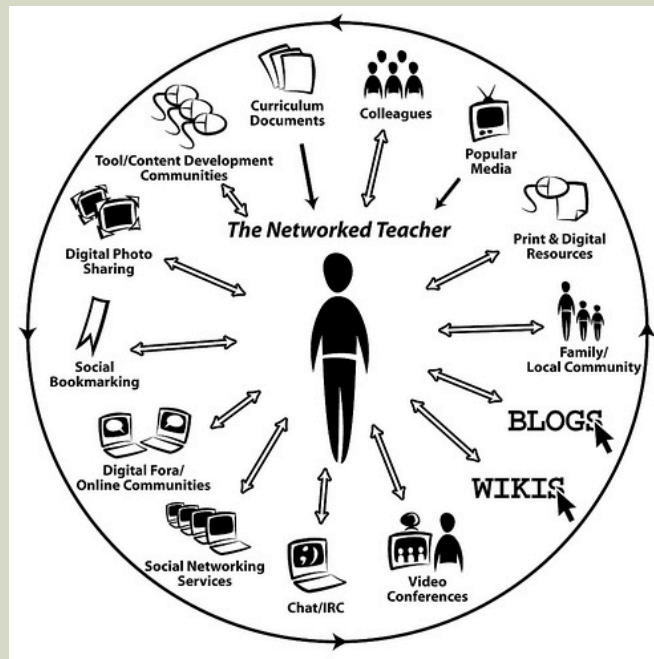 Curriculum
Documents
Colleagues
Popular
Media
Tool/Content Development
Communities
The Networked Teacher
Print & Digital
Resources
Digital Photo
Sharing
Family/
Local Community
Social
Bookmarking
BLOGS
Digital Fora/
Online Communities
WIKIS
Social Networking
Services
Chat/IRC
Video
Conferences